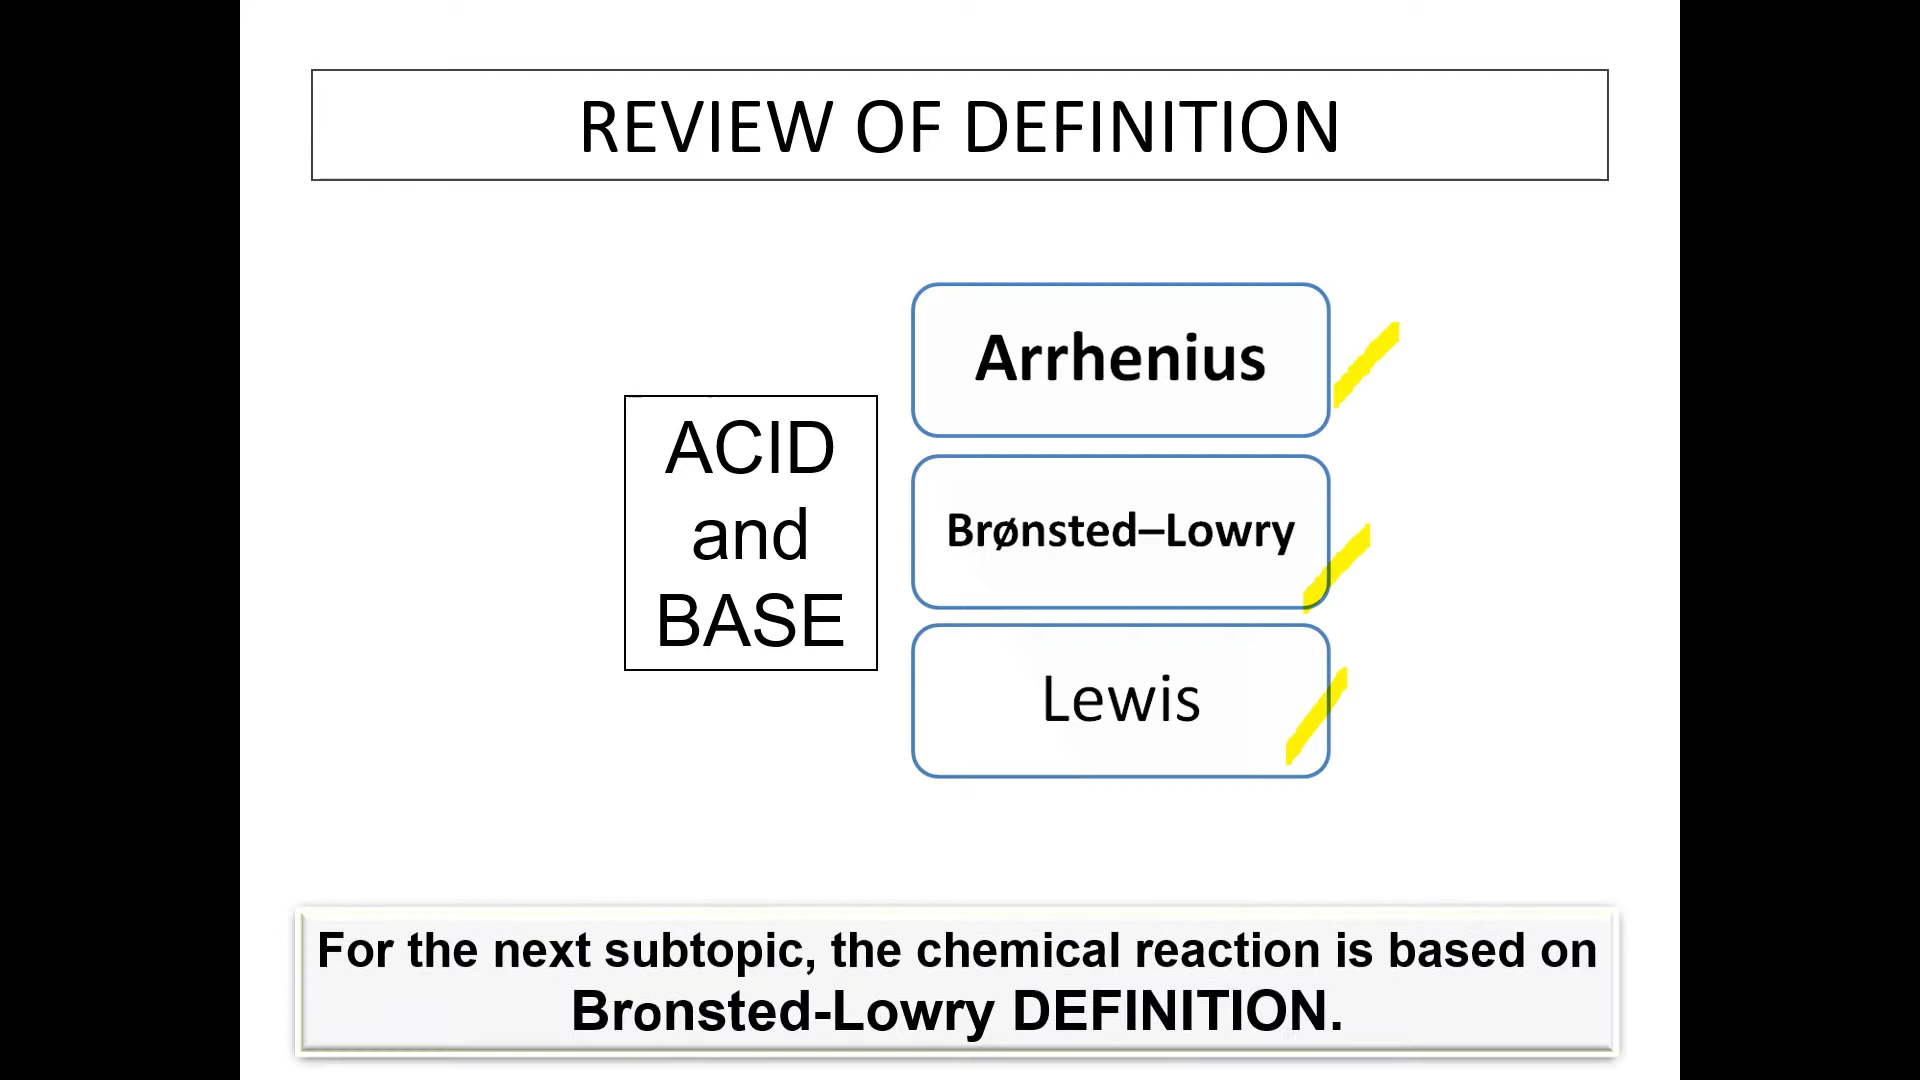 REVIEW OF DEFINITION
ACID
and
BASE
Arrhenius
Brønsted–Lowry
Lewis
For the next subtopic, the chemical reaction is based on
Bronsted-Lowry DEFINITION.